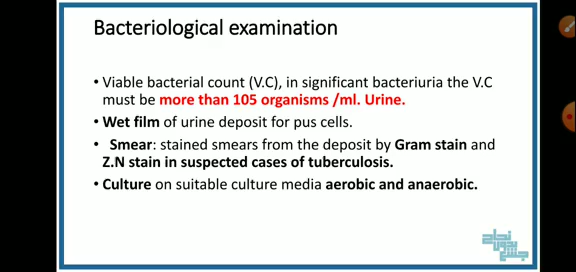 Bacteriological examination
• Viable bacterial count (V.C), in significant bacteriuria the V.C
must be more than 105 organisms /ml. Urine.
• Wet film of urine deposit for pus cells.
• Smear: stained smears from the deposit by Gram stain and
Z.N stain in suspected cases of tuberculosis.
• Culture on suitable culture media aerobic and anaerobic.